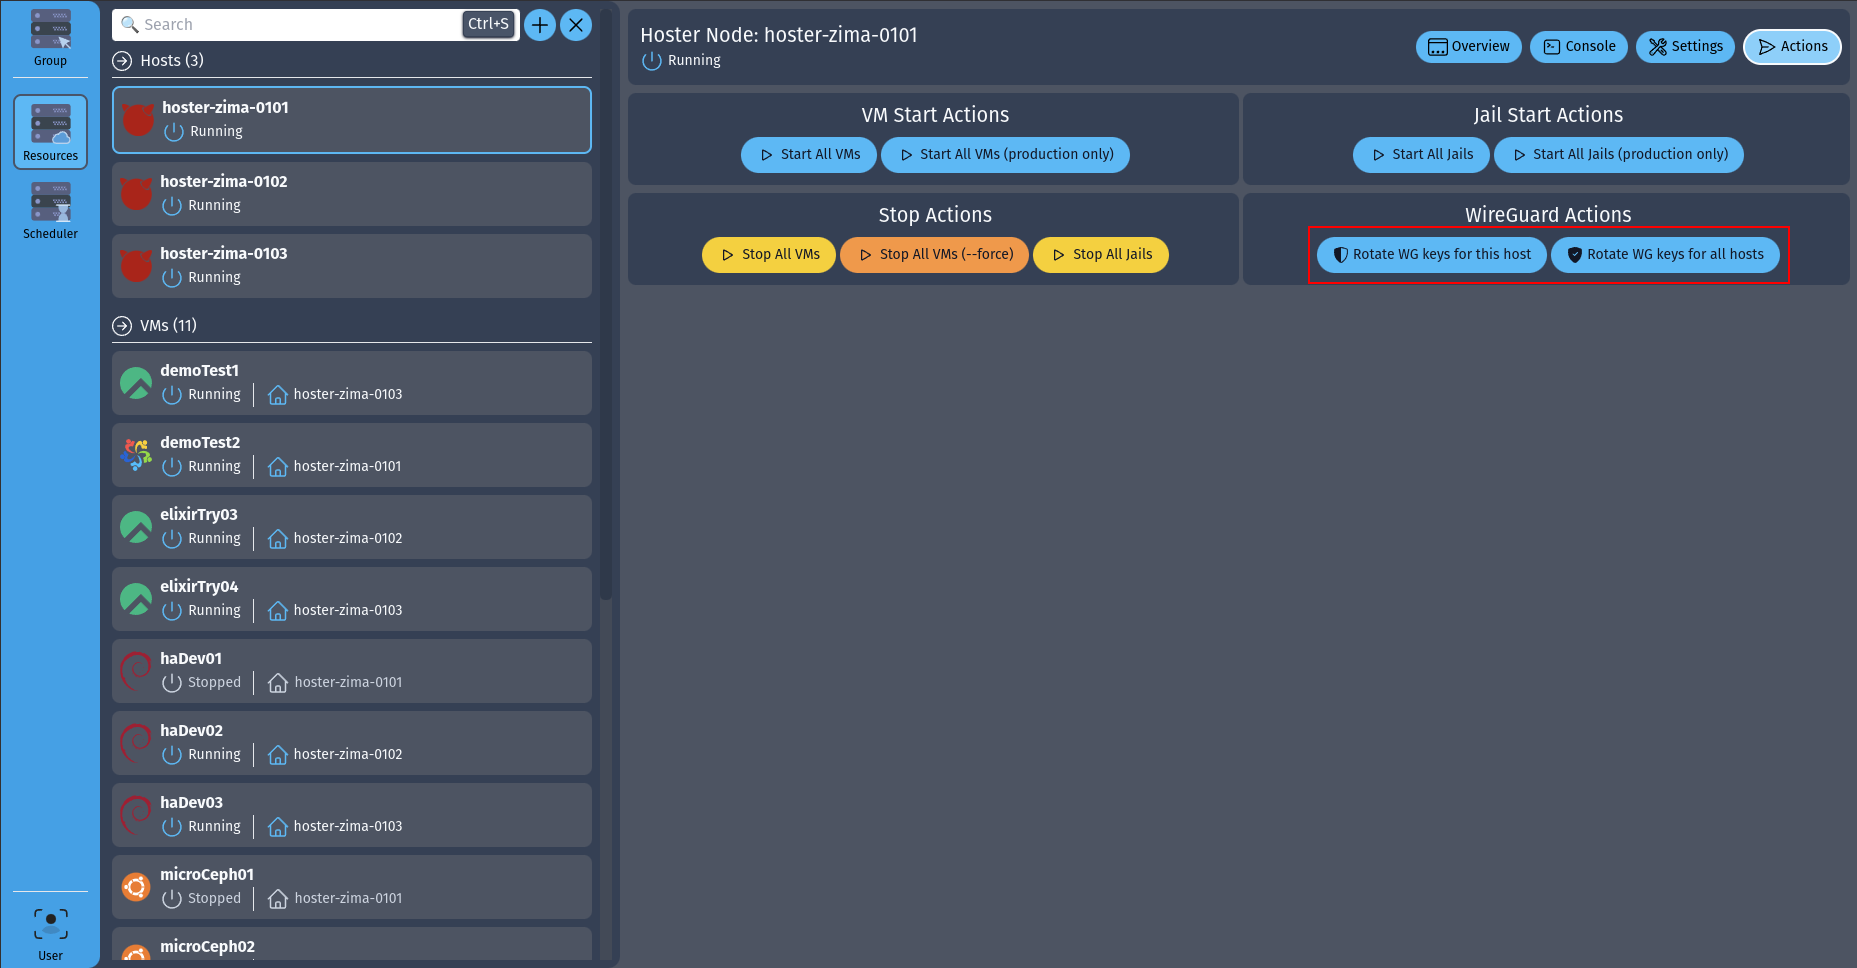 Group
Resources
Scheduler
User
Search
Ctrl+S
Hosts (3)
hoster-zima-0101
Running
hoster-zima-0102
Running
hoster-zima-0103
Running
VMs (11)
demoTest1
Running hoster-zima-0103
demoTest2
Running hoster-zima-0101
elixirTry03
Running hoster-zima-0102
elixirTry04
Running hoster-zima-0103
haDev01
Stopped hoster-zima-0101
haDev02
Running hoster-zima-0102
haDev03
Running hoster-zima-0103
microCeph01
Stopped hoster-zima-0101
microCeph02
Hoster Node: hoster-zima-0101
Running
Overview Console Settings Actions
VM Start Actions
Start All VMs Start All VMs (production only)
Jail Start Actions
Start All Jails Start All Jails (production only)
Stop Actions
Stop All VMs Stop All VMs (--force) Stop All Jails
WireGuard Actions
Rotate WG keys for this host Rotate WG keys for all hosts